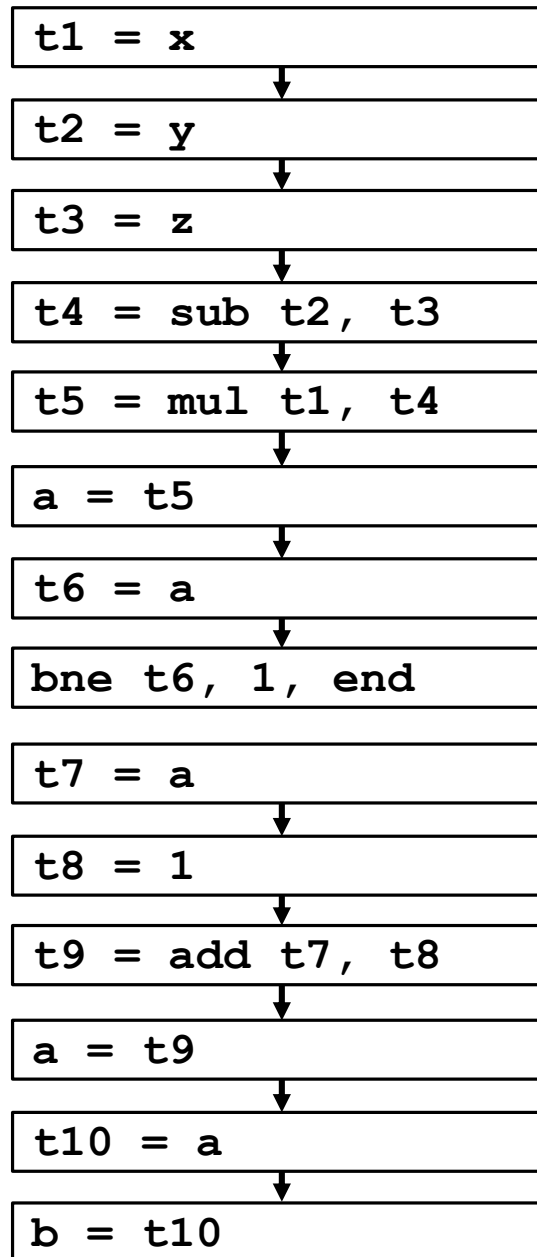 t1 = x
t2 = y
t3 = z
t4 = sub t2, t3
t5 = mul t1, t4
a = t5
t6 = a
bne t6, 1, end
t7 = a
t8 = 1
t9 = add t7, t8
a = t9
t10 = a
b = t10